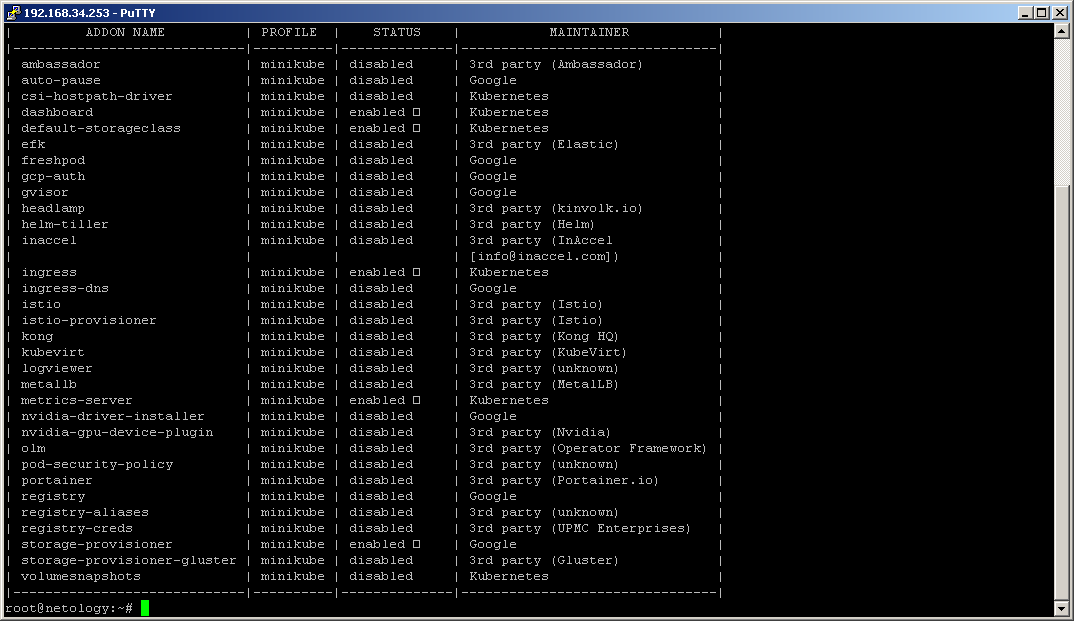 192.168.34.253 - PuTTY
|         ADDON NAME          | PROFILE  |    STATUS    |           MAINTAINER           |
|-----------------------------|----------|--------------|--------------------------------|
| ambassador                  | minikube | disabled     | 3rd party (Ambassador)         |
| auto-pause                  | minikube | disabled     | Google                         |
| csi-hostpath-driver         | minikube | disabled     | Kubernetes                     |
| dashboard                   | minikube | enabled □    | Kubernetes                     |
| default-storageclass        | minikube | enabled □    | Kubernetes                     |
| efk                         | minikube | disabled     | 3rd party (Elastic)            |
| freshpod                    | minikube | disabled     | Google                         |
| gcp-auth                    | minikube | disabled     | Google                         |
| gvisor                      | minikube | disabled     | Google                         |
| headlamp                    | minikube | disabled     | 3rd party (kinvolk.io)         |
| helm-tiller                 | minikube | disabled     | 3rd party (Helm)               |
| inaccel                     | minikube | disabled     | 3rd party (InAccel             |
|                             |          |              | [info@inaccel.com])            |
| ingress                     | minikube | enabled □    | Kubernetes                     |
| ingress-dns                 | minikube | disabled     | Google                         |
| istio                       | minikube | disabled     | 3rd party (Istio)              |
| istio-provisioner           | minikube | disabled     | 3rd party (Istio)              |
| kong                        | minikube | disabled     | 3rd party (Kong HQ)            |
| kubevirt                    | minikube | disabled     | 3rd party (KubeVirt)           |
| logviewer                   | minikube | disabled     | 3rd party (unknown)            |
| metallb                     | minikube | disabled     | 3rd party (MetalLB)            |
| metrics-server              | minikube | enabled □    | Kubernetes                     |
| nvidia-driver-installer     | minikube | disabled     | Google                         |
| nvidia-gpu-device-plugin    | minikube | disabled     | 3rd party (Nvidia)             |
| olm                         | minikube | disabled     | 3rd party (Operator Framework) |
| pod-security-policy         | minikube | disabled     | 3rd party (unknown)            |
| portainer                   | minikube | disabled     | 3rd party (Portainer.io)       |
| registry                    | minikube | disabled     | Google                         |
| registry-aliases            | minikube | disabled     | 3rd party (unknown)            |
| registry-creds              | minikube | disabled     | 3rd party (UPMC Enterprises)   |
| storage-provisioner         | minikube | enabled □    | Google                         |
| storage-provisioner-gluster | minikube | disabled     | 3rd party (Gluster)            |
| volumesnapshots             | minikube | disabled     | Kubernetes                     |
|-----------------------------|----------|--------------|--------------------------------|
root@netology:~#